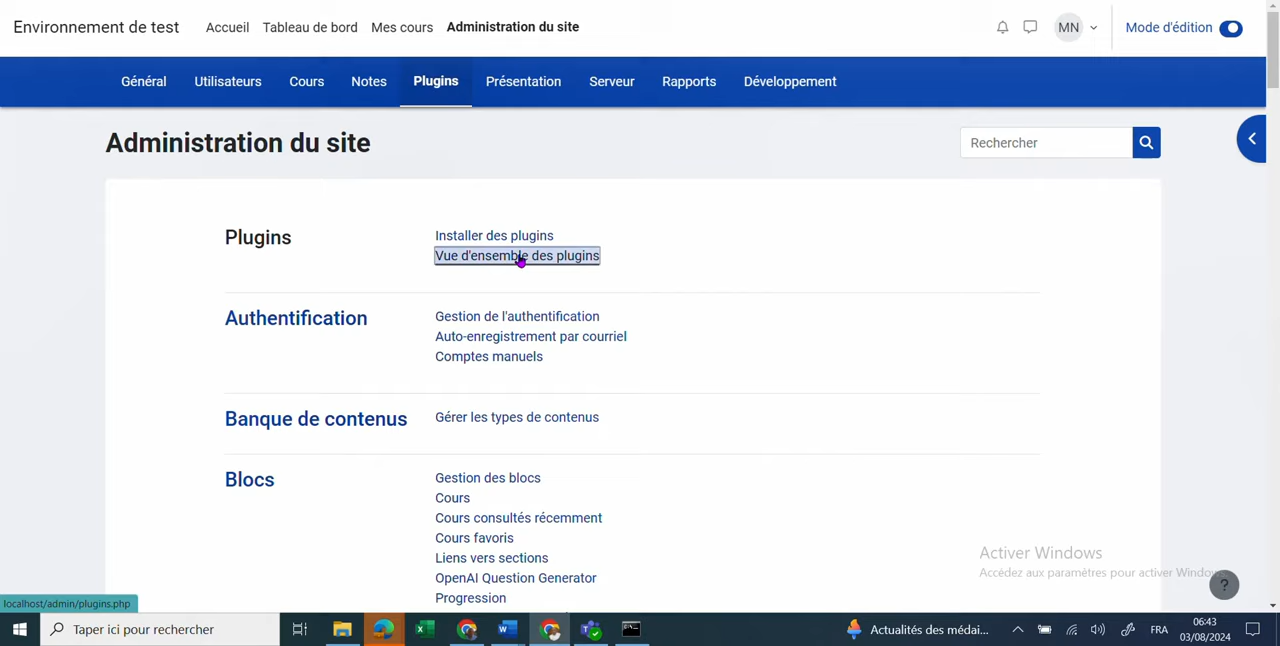 Environnement de test Accueil Tableau de bord Mes cours Administration du site MN Mode d'édition
Général Utilisateurs Cours Notes Plugins Présentation Serveur Rapports Développement
Administration du site Rechercher
Plugins Installer des plugins
Vue d'ensemble des plugins
Authentification Gestion de l'authentification
Auto-enregistrement par courriel
Comptes manuels
Banque de contenus Gérer les types de contenus
Blocs Gestion des blocs
Cours
Cours consultés récemment
Cours favoris
Liens vers sections
OpenAI Question Generator
Progression
Activer Windows
Accédez aux paramètres pour activer Windows
?
localhost/admin/plugins.php
Taper ici pour rechercher Actualités des médai... FRA 06:43
03/08/2024